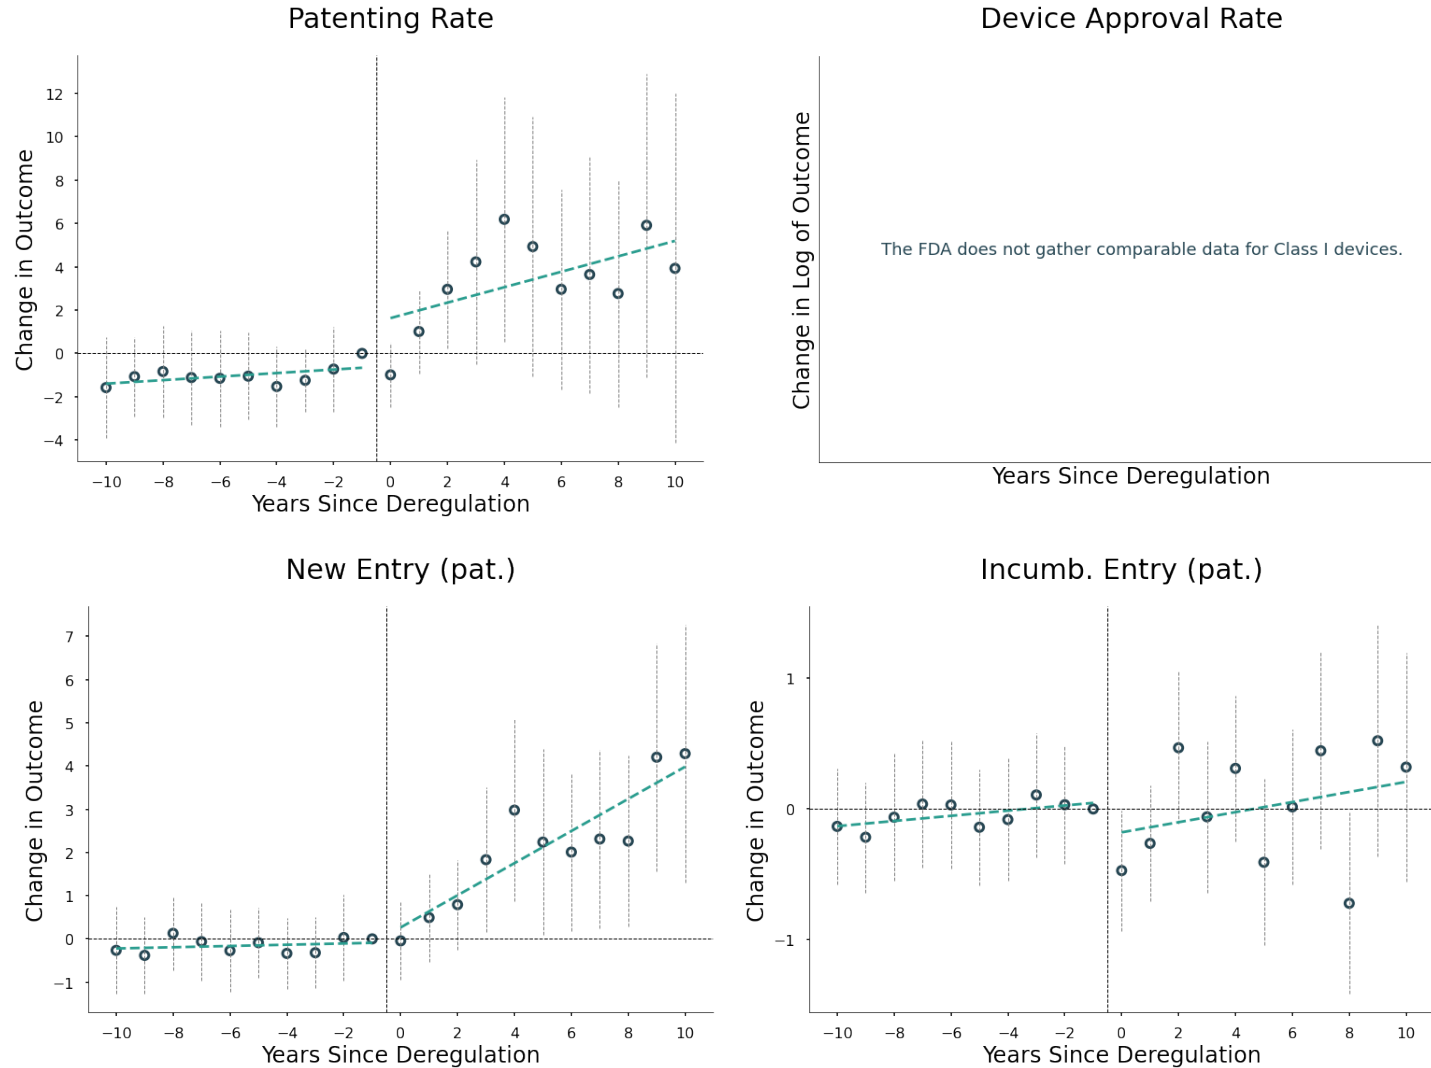 Patenting Rate
Change in Outcome
12
10
8
6
4
2
0
−2
−4
−10 −8 −6 −4 −2 0 2 4 6 8 10
Years Since Deregulation
Device Approval Rate
Change in Log of Outcome
The FDA does not gather comparable data for Class I devices.
Years Since Deregulation
New Entry (pat.)
Change in Outcome
7
6
5
4
3
2
1
0
−1
−10 −8 −6 −4 −2 0 2 4 6 8 10
Years Since Deregulation
Incumb. Entry (pat.)
Change in Outcome
1
0
−1
−10 −8 −6 −4 −2 0 2 4 6 8 10
Years Since Deregulation